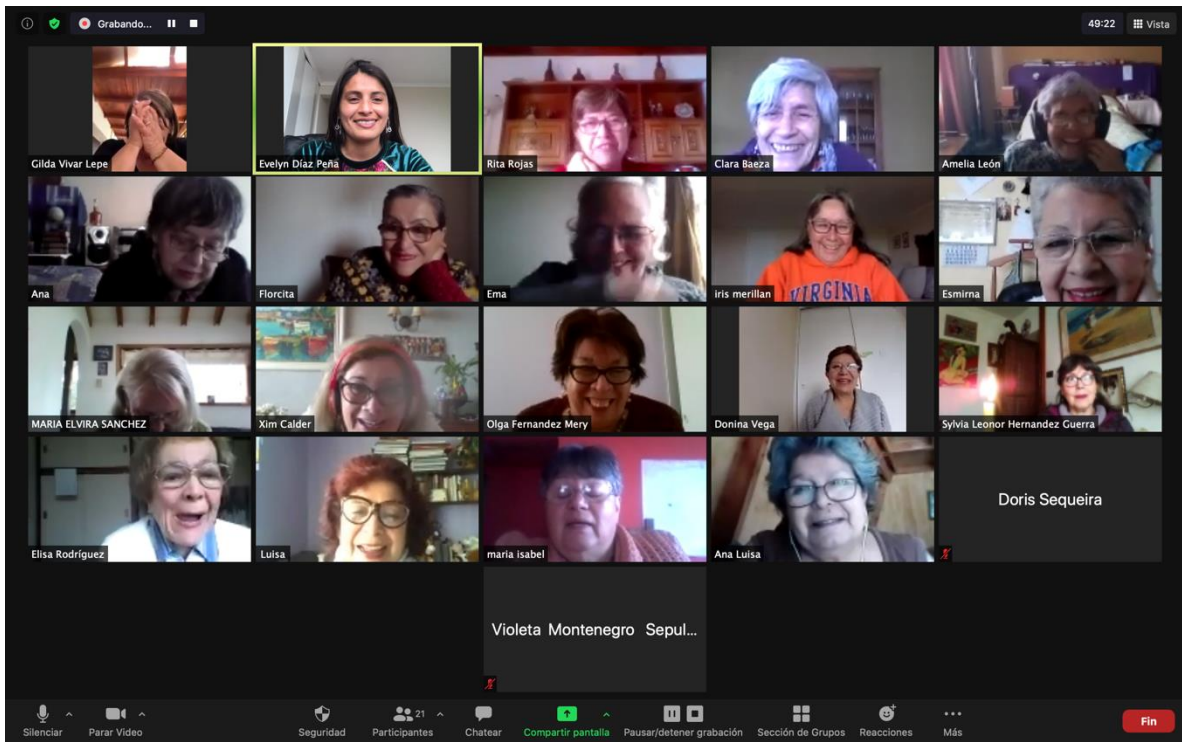 Grabando...
49:22
Vista
Gilda Vivar Lepe
Evelyn Díaz Peña
Rita Rojas
Clara Baeza
Amelia León
Ana
Florcita
Ema
iris merillan
VIRGINIA
Esmirna
MARIA ELVIRA SANCHEZ
Xim Calder
Olga Fernandez Mery
Donina Vega
Sylvia Leonor Hernandez Guerra
Elisa Rodríguez
Luisa
maria isabel
Ana Luisa
Doris Sequeira
Violeta Montenegro Sepul...
21
Silenciar
Parar Video
Seguridad
Participantes
Chatear
Compartir pantalla
Pausar/detener grabación
Sección de Grupos
Reacciones
Más
Fin